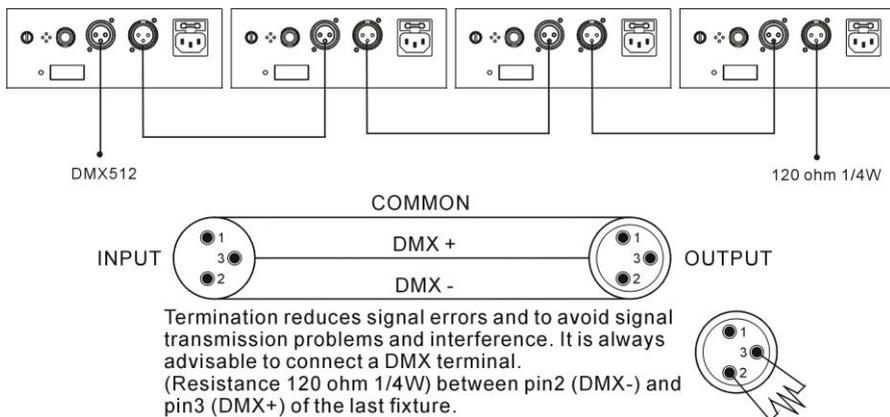 DMX512
120 ohm 1/4W
COMMON
INPUT
1
3
2
DMX +
DMX -
1
3
2
OUTPUT
Termination reduces signal errors and to avoid signal
transmission problems and interference. It is always
advisable to connect a DMX terminal.
(Resistance 120 ohm 1/4W) between pin2 (DMX-) and
pin3 (DMX+) of the last fixture.
1
3
2